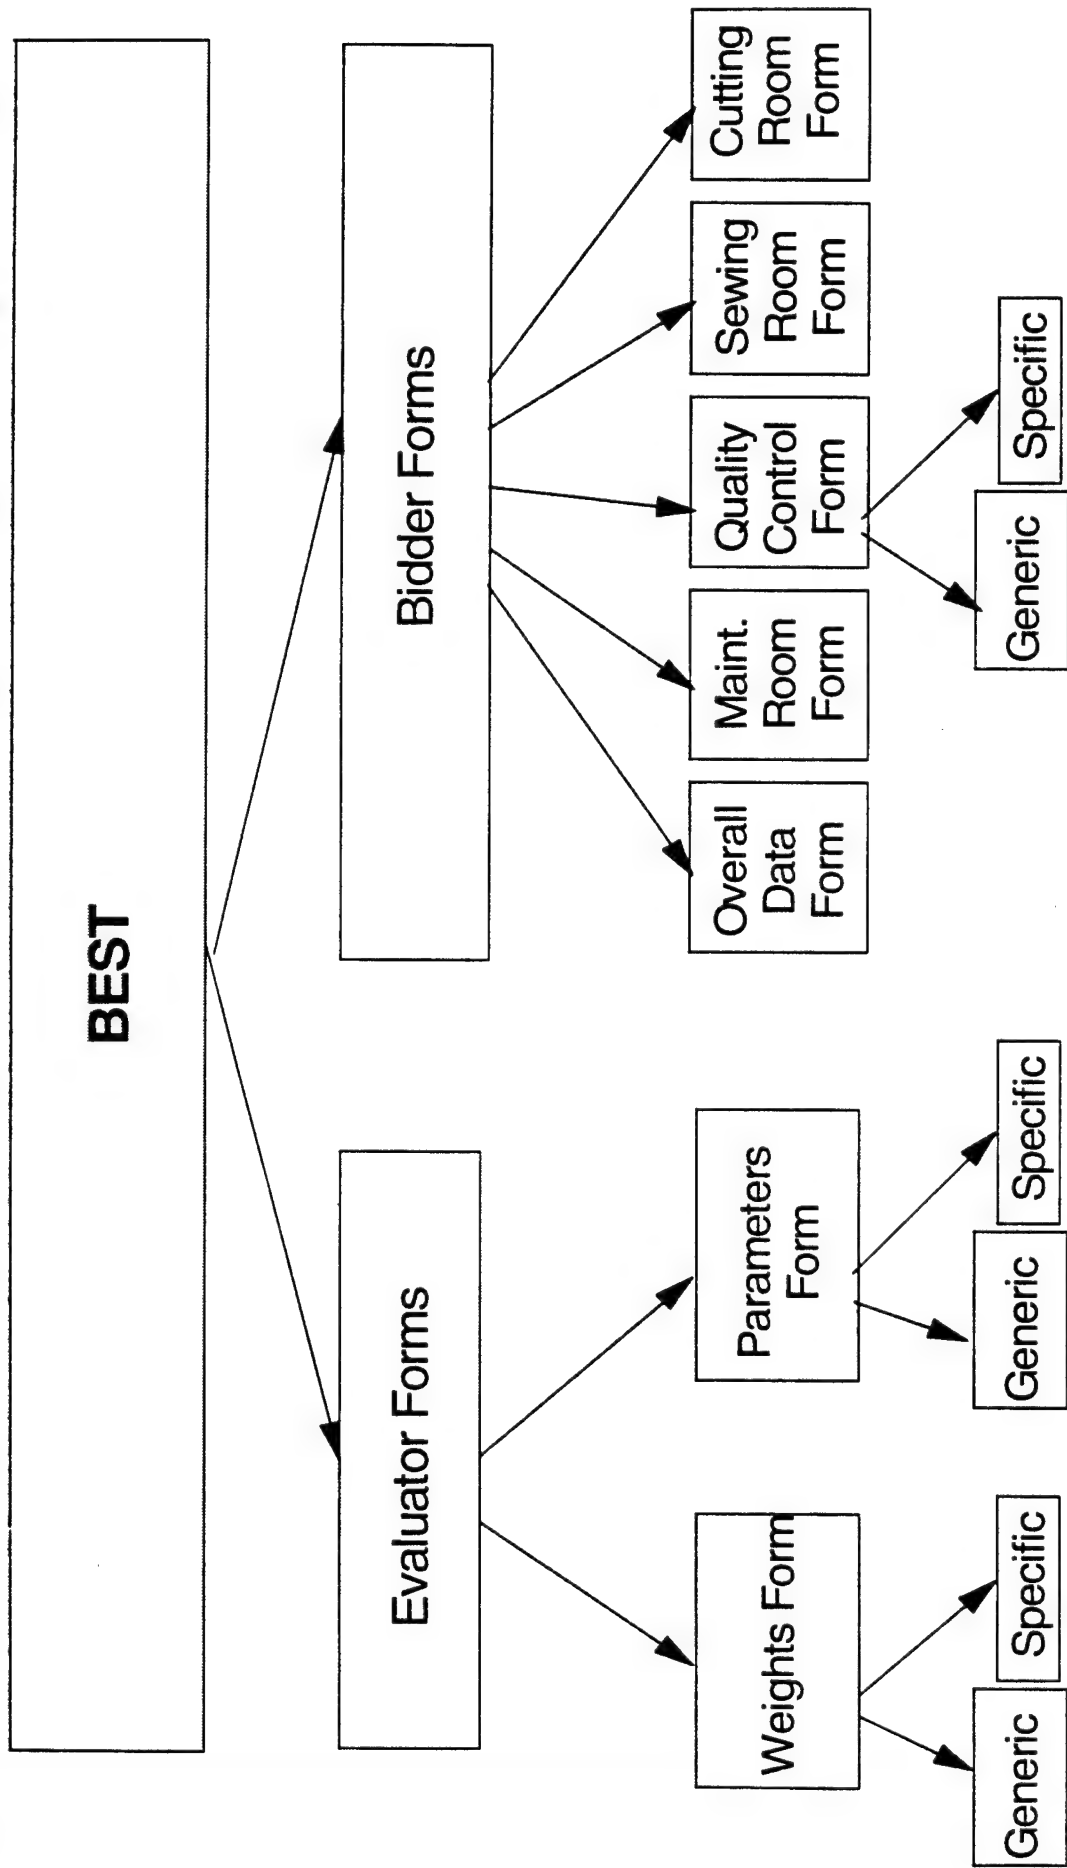 BEST
Evaluator Forms
Bidder Forms
Weights Form
Parameters
Form
Overall
Data
Form
Maint.
Room
Form
Quality
Control
Form
Sewing
Room
Form
Cutting
Room
Form
Generic
Specific
Generic
Specific
Generic
Specific